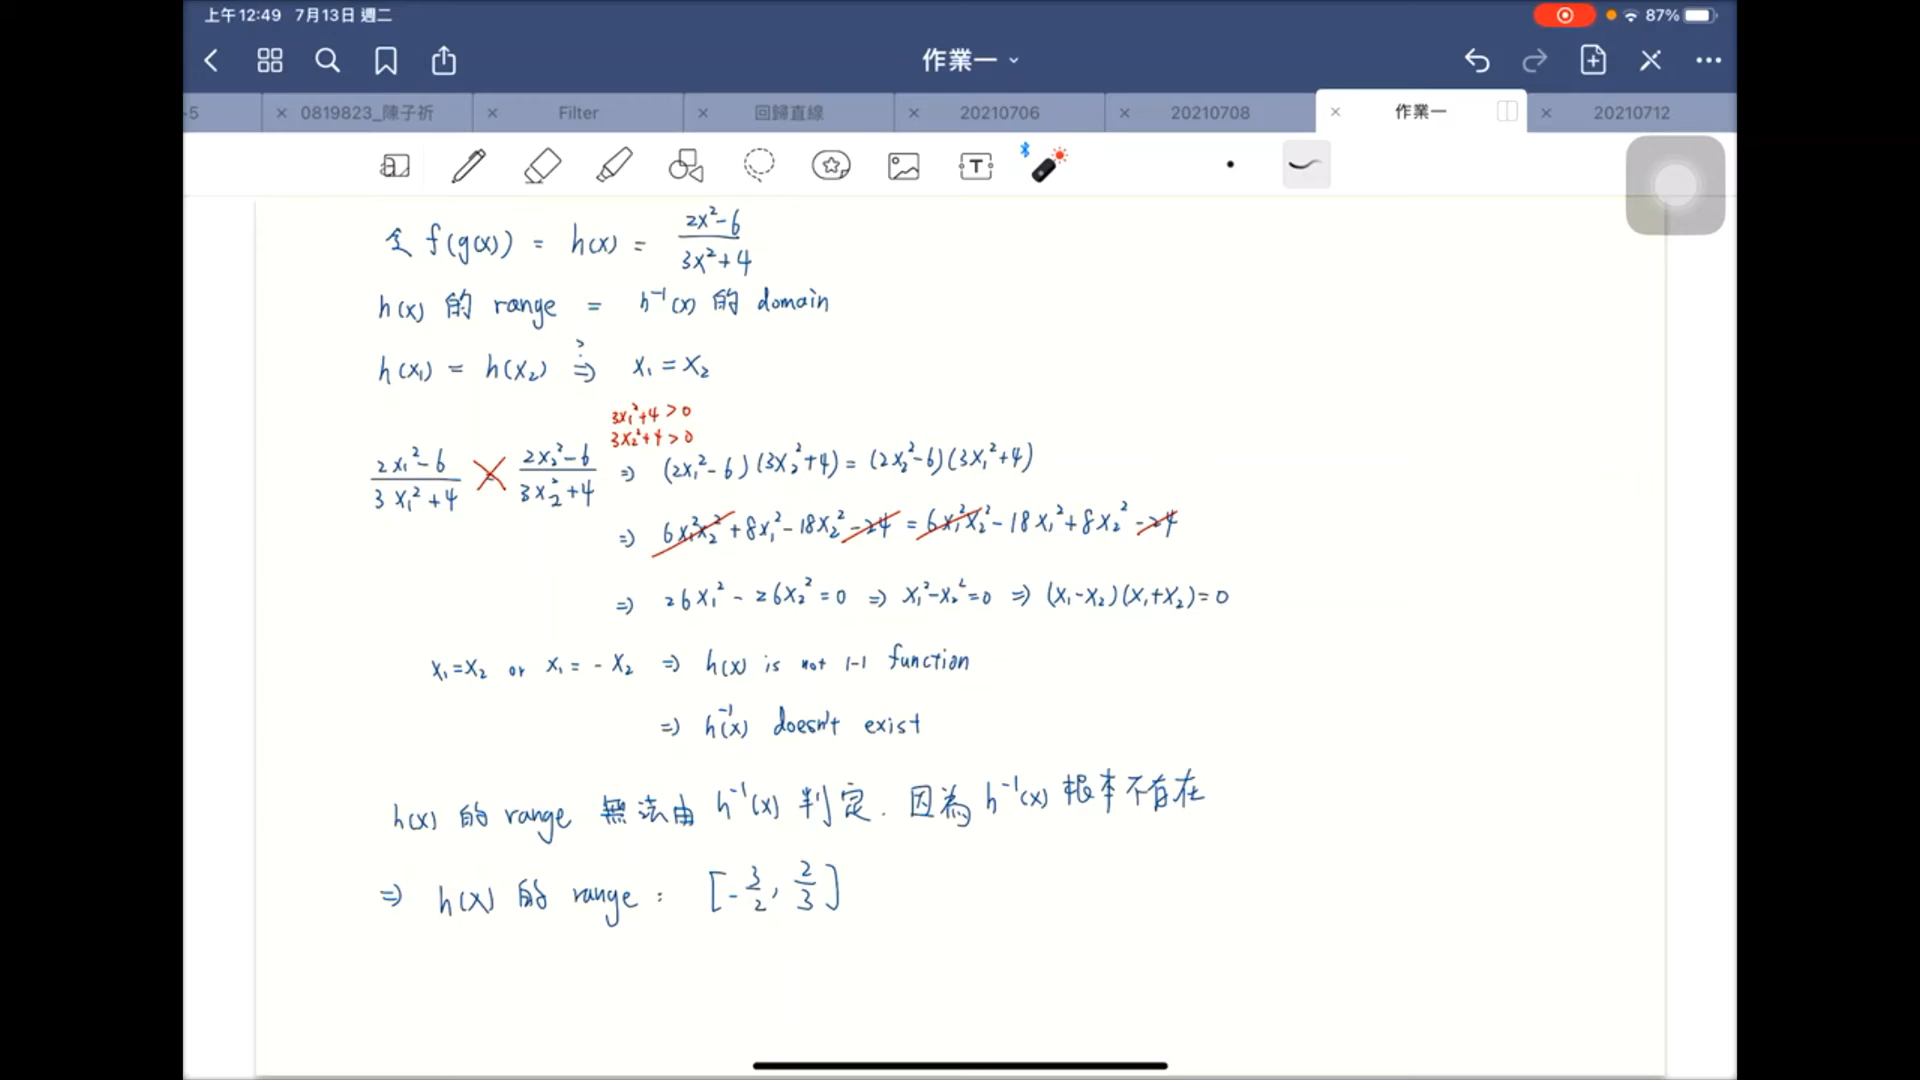 上午12:49 7月13日 週二 87%
作業一
-5 0819823_陳子祈 Filter 回歸直線 20210706 20210708 作業一 20210712
令 f(g(x)) = h(x) = (2x²-6)/(3x²+4)
h(x) 的 range = h⁻¹(x) 的 domain
h(x₁) = h(x₂) ?⇒ x₁ = x₂
3x₁²+4 > 0
3x₂²+4 > 0
(2x₁²-6)/(3x₁²+4) = (2x₂²-6)/(3x₂²+4) ⇒ (2x₁²-6)(3x₂²+4) = (2x₂²-6)(3x₁²+4)
⇒ 6x₁²x₂² + 8x₁² - 18x₂² - 24 = 6x₁²x₂² - 18x₁² + 8x₂² - 24
⇒ 26x₁² - 26x₂² = 0 ⇒ x₁² - x₂² = 0 ⇒ (x₁-x₂)(x₁+x₂) = 0
x₁=x₂ or x₁= -x₂ ⇒ h(x) is not 1-1 function
⇒ h⁻¹(x) doesn't exist
h(x) 的 range 無法由 h⁻¹(x) 判定. 因為 h⁻¹(x) 根本不存在
⇒ h(x) 的 range : [-3/2, 2/3]